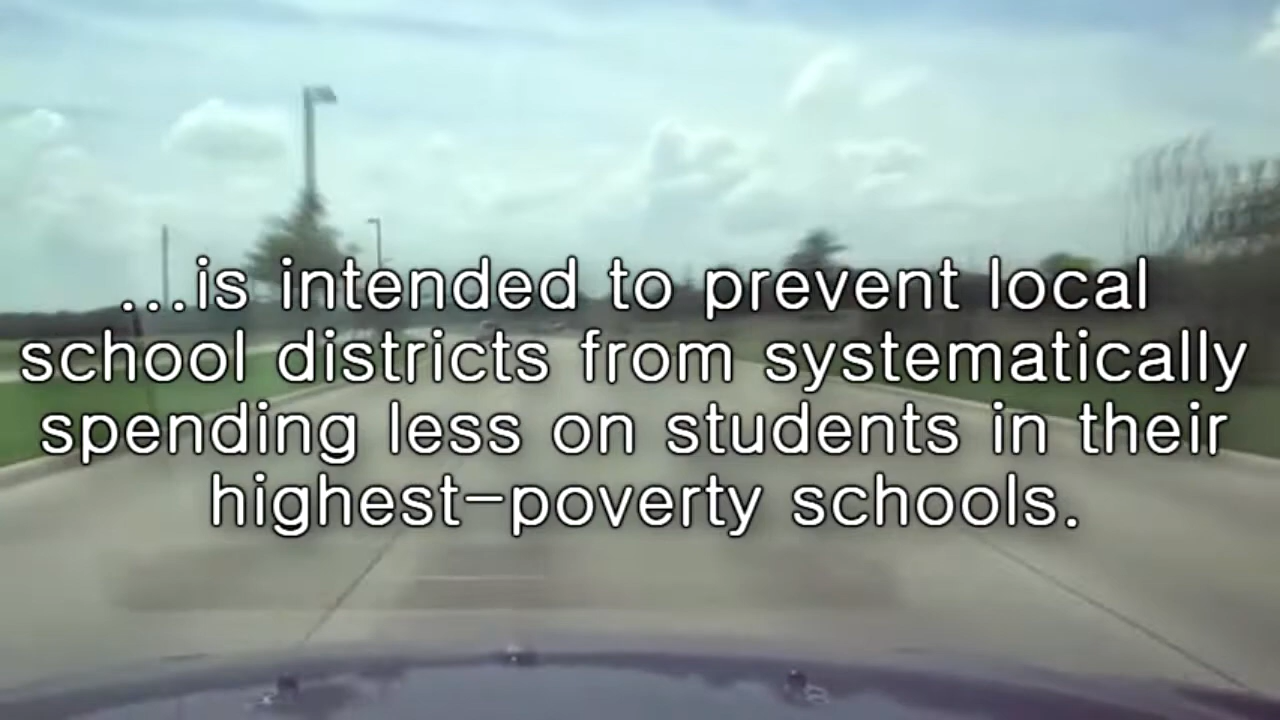 ...is intended to prevent local
school districts from systematically
spending less on students in their
highest-poverty schools.